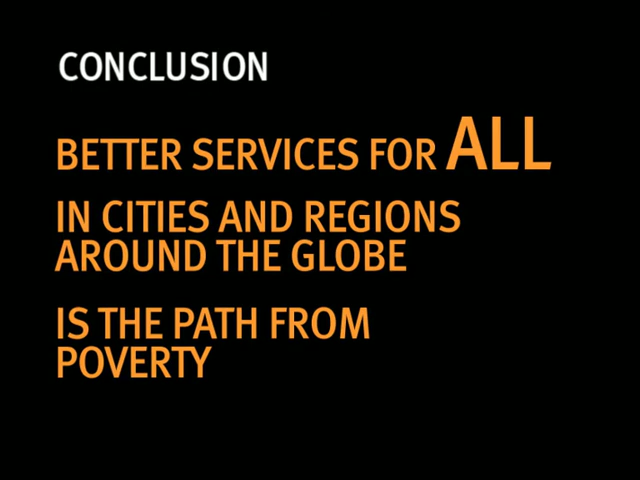 CONCLUSION
BETTER SERVICES FOR ALL
IN CITIES AND REGIONS
AROUND THE GLOBE
IS THE PATH FROM
POVERTY